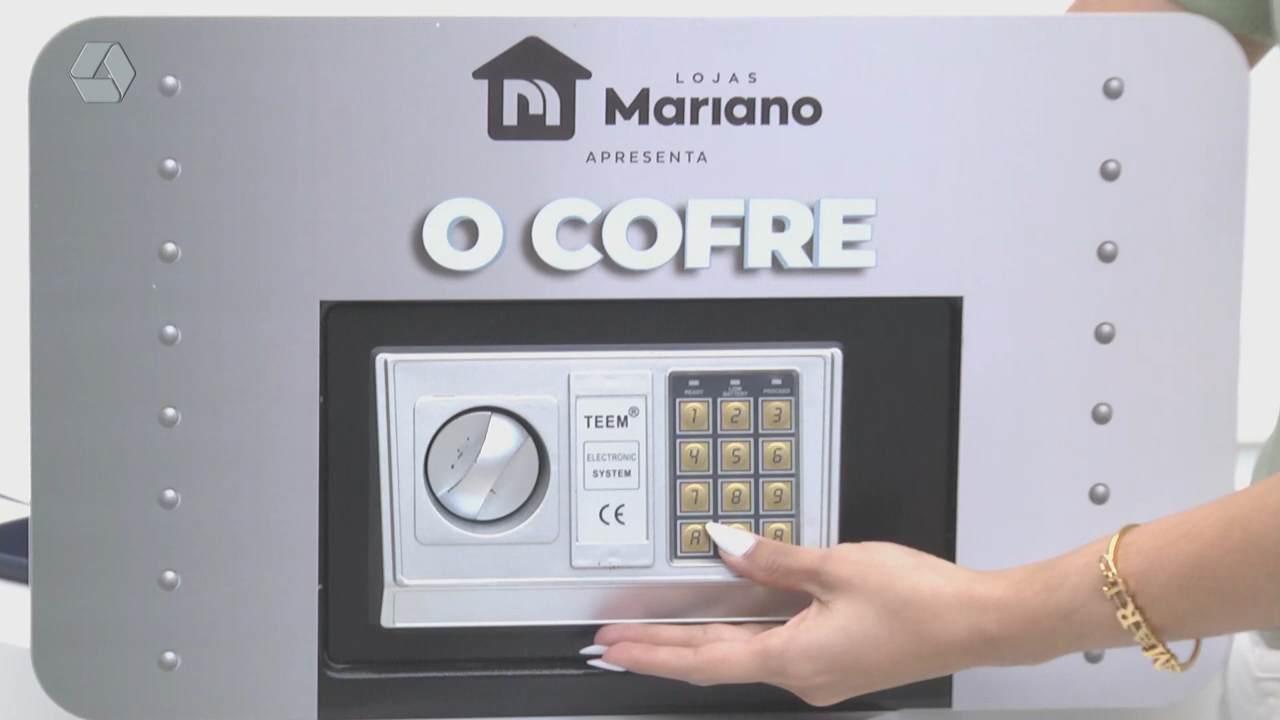 LOJAS
Mariano
APRESENTA
O COFRE
READY LOW BATTERY PROCEED
TEEM®
ELECTRONIC
SYSTEM
CE
1 2 3
4 5 6
7 8 9
A
MARI